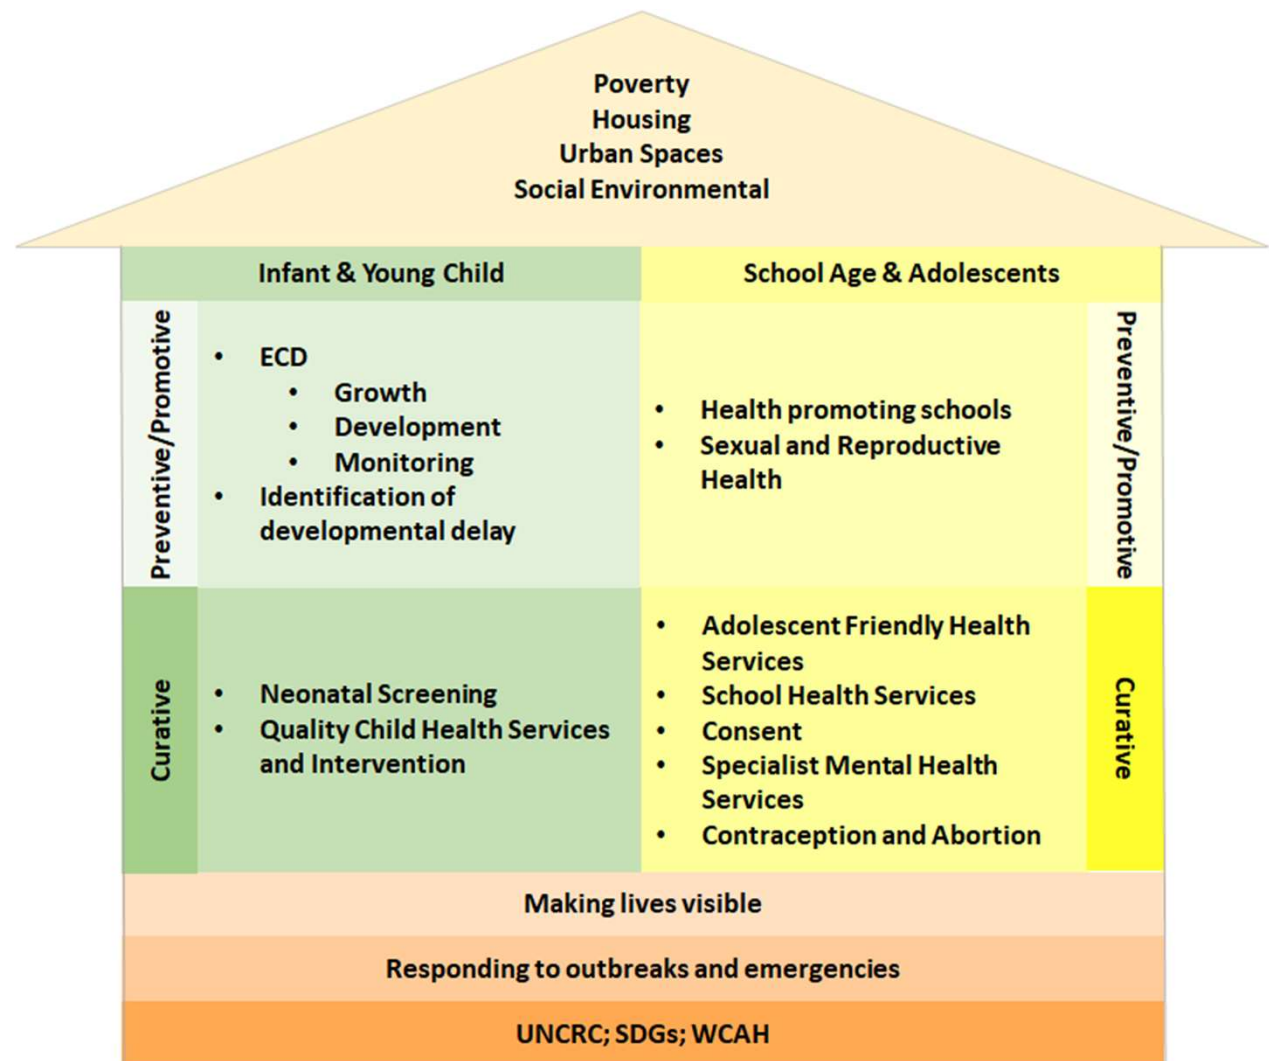 Poverty
Housing
Urban Spaces
Social Environmental
Infant & Young Child
School Age & Adolescents
Preventive/Promotive
• ECD
• Growth
• Development
• Monitoring
• Identification of
developmental delay
• Health promoting schools
• Sexual and Reproductive
Health
Preventive/Promotive
Curative
• Neonatal Screening
• Quality Child Health Services
and Intervention
• Adolescent Friendly Health
Services
• School Health Services
• Consent
• Specialist Mental Health
Services
• Contraception and Abortion
Curative
Making lives visible
Responding to outbreaks and emergencies
UNCRC; SDGs; WCAH